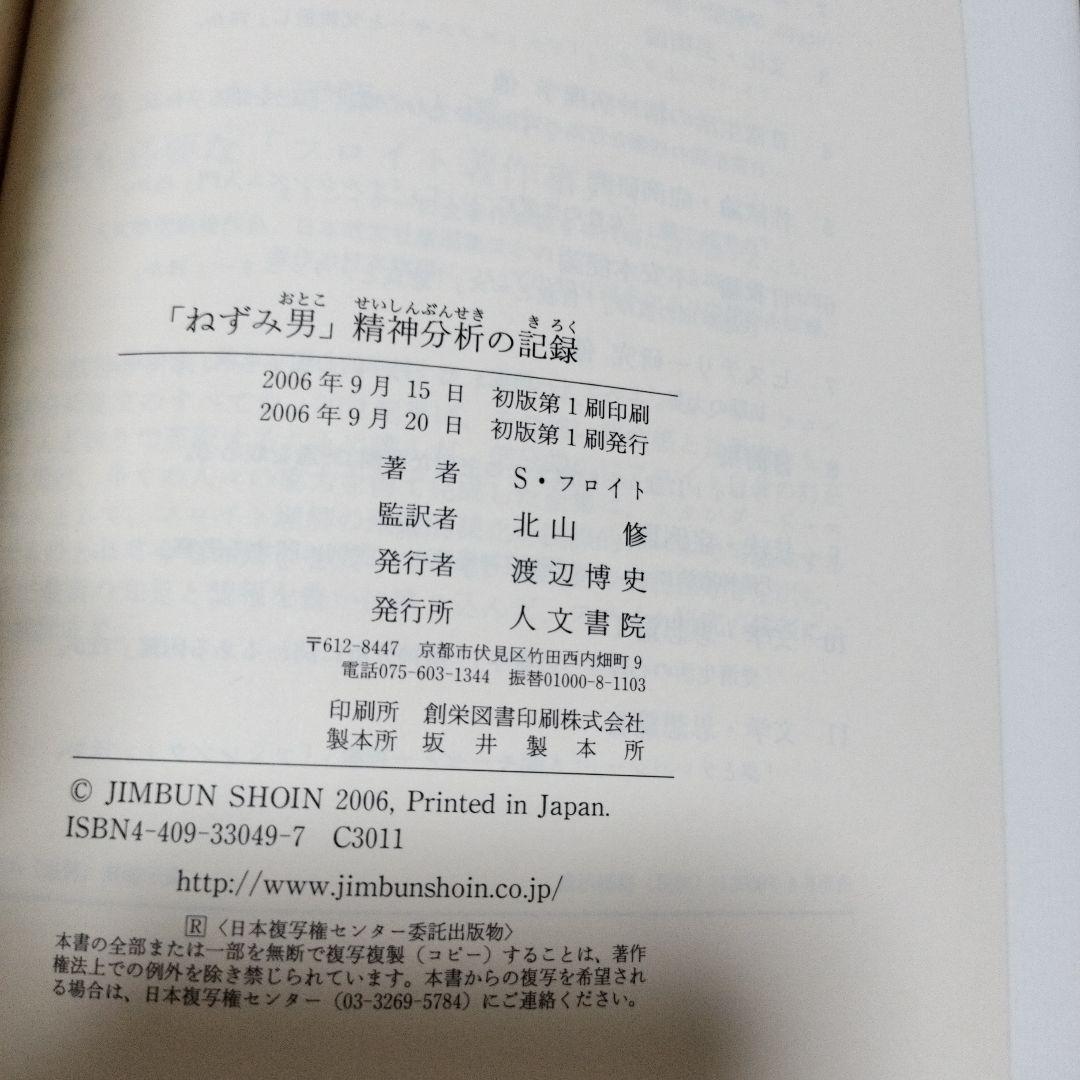 「ねずみ男」精神分析の記録
おとこ せいしんぶんせき きろく
2006年9月15日 初版第1刷印刷
2006年9月20日 初版第1刷発行
著者 S・フロイト
監訳者 北山 修
発行者 渡辺博史
発行所 人文書院
〒612-8447 京都市伏見区竹田西内畑町9
電話075-603-1344 振替01000-8-1103
印刷所 創栄図書印刷株式会社
製本所 坂井製本所
© JIMBUN SHOIN 2006, Printed in Japan.
ISBN4-409-33049-7 C3011
http://www.jimbunshoin.co.jp/
R〈日本複写権センター委託出版物〉
本書の全部または一部を無断で複写複製（コピー）することは、著作
権法上での例外を除き禁じられています。本書からの複写を希望され
る場合は、日本複写権センター（03-3269-5784）にご連絡ください。